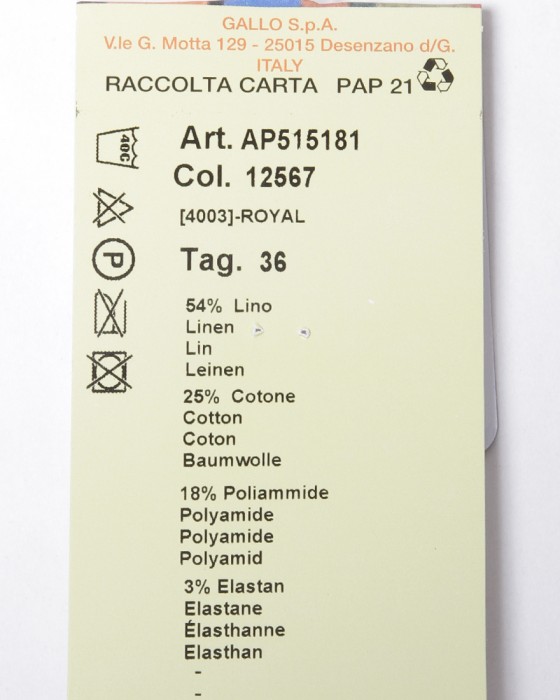 GALLO S.p.A.
V.le G. Motta 129 - 25015 Desenzano d/G.
ITALY
RACCOLTA CARTA PAP 21
40C
Art. AP515181
Col. 12567
[4003]-ROYAL
P
Tag. 36
54% Lino
Linen
Lin
Leinen
25% Cotone
Cotton
Coton
Baumwolle
18% Poliammide
Polyamide
Polyamide
Polyamid
3% Elastan
Elastane
Élasthanne
Elasthan
-
-